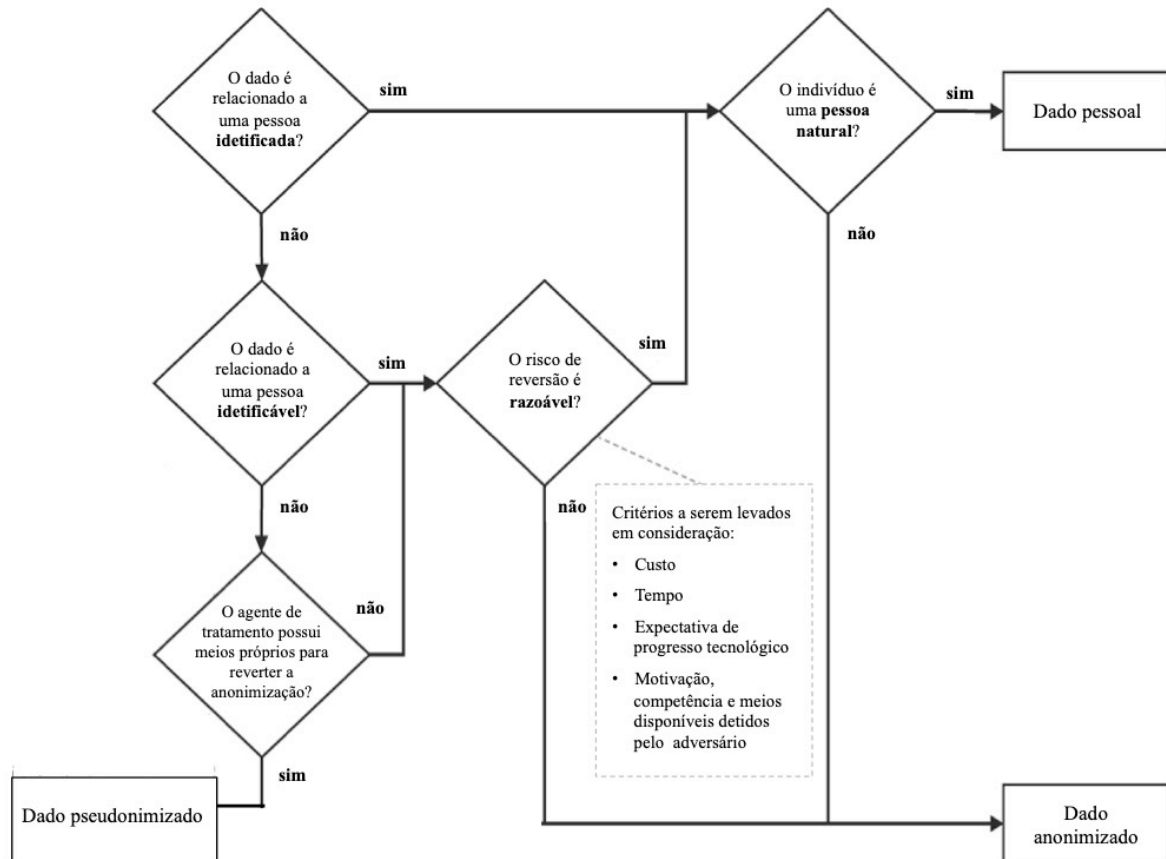 O dado é
relacionado a
uma pessoa
idetificada?
sim
O indivíduo é
uma pessoa
natural?
sim
Dado pessoal
não
não
O dado é
relacionado a
uma pessoa
idetificável?
sim
O risco de
reversão é
razoável?
sim
não
não
Critérios a serem levados
em consideração:
• Custo
• Tempo
• Expectativa de
progresso tecnológico
• Motivação,
competência e meios
disponíveis detidos
pelo adversário
O agente de
tratamento possui
meios próprios para
reverter a
anonimização?
não
sim
Dado pseudonimizado
Dado
anonimizado